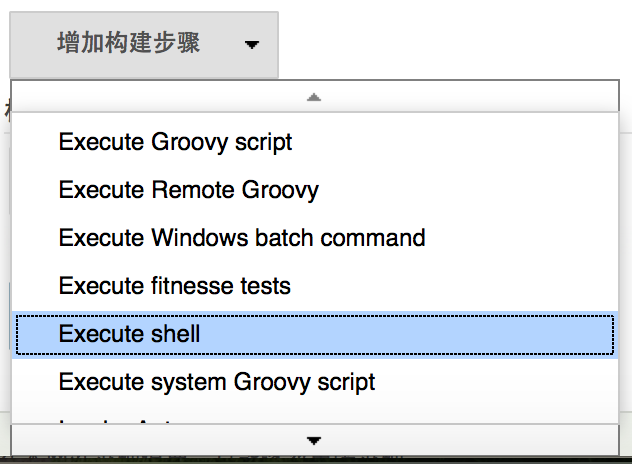 增加构建步骤
Execute Groovy script
Execute Remote Groovy
Execute Windows batch command
Execute fitnesse tests
Execute shell
Execute system Groovy script